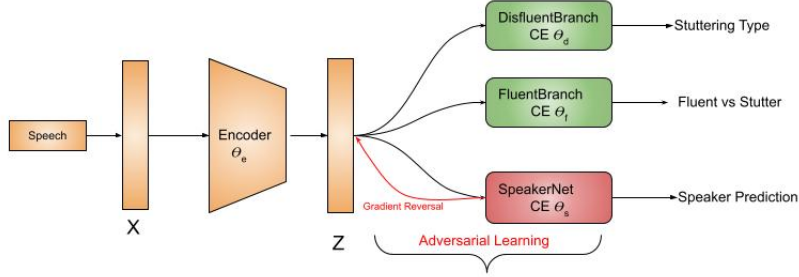 Speech
X
Encoder
Θe
Z
DisfluentBranch
CE Θd
Stuttering Type
FluentBranch
CE Θf
Fluent vs Stutter
SpeakerNet
CE Θs
Speaker Prediction
Gradient Reversal
Adversarial Learning